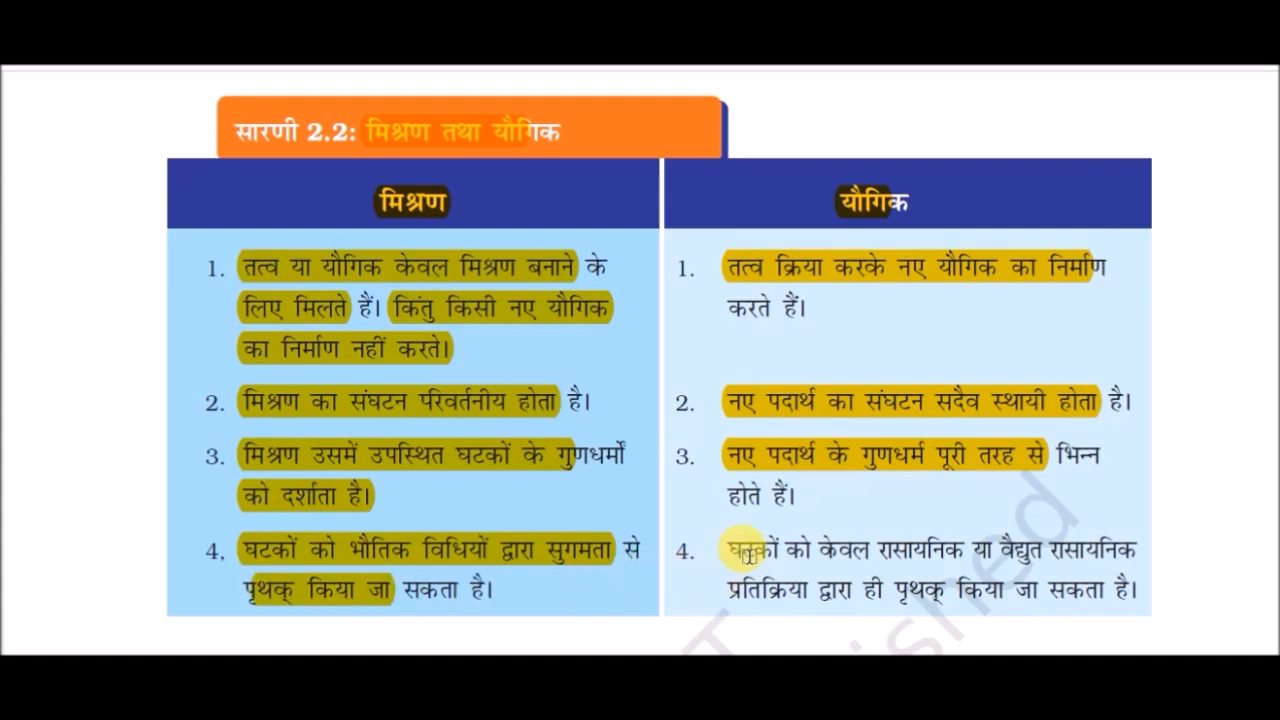 सारणी 2.2: मिश्रण तथा यौगिक
मिश्रण
1. तत्व या यौगिक केवल मिश्रण बनाने के
लिए मिलते हैं। किंतु किसी नए यौगिक
का निर्माण नहीं करते।
2. मिश्रण का संघटन परिवर्तनीय होता है।
3. मिश्रण उसमें उपस्थित घटकों के गुणधर्मों
को दर्शाता है।
4. घटकों को भौतिक विधियों द्वारा सुगमता से
पृथक् किया जा सकता है।
यौगिक
1. तत्व क्रिया करके नए यौगिक का निर्माण
करते हैं।
2. नए पदार्थ का संघटन सदैव स्थायी होता है।
3. नए पदार्थ के गुणधर्म पूरी तरह से भिन्न
होते हैं।
4. घटकों को केवल रासायनिक या वैद्युत रासायनिक
प्रतिक्रिया द्वारा ही पृथक् किया जा सकता है।